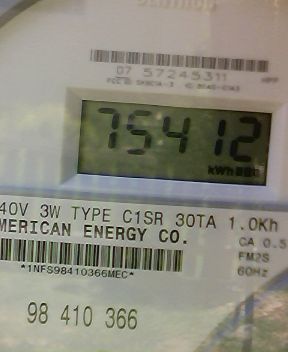 07 57245311
75412
kWh
40V 3W TYPE C1SR 30TA 1.0Kh
MERICAN ENERGY CO.
CA 0.5
FM2S
*1NFS98410366MEC*
60Hz
98 410 366